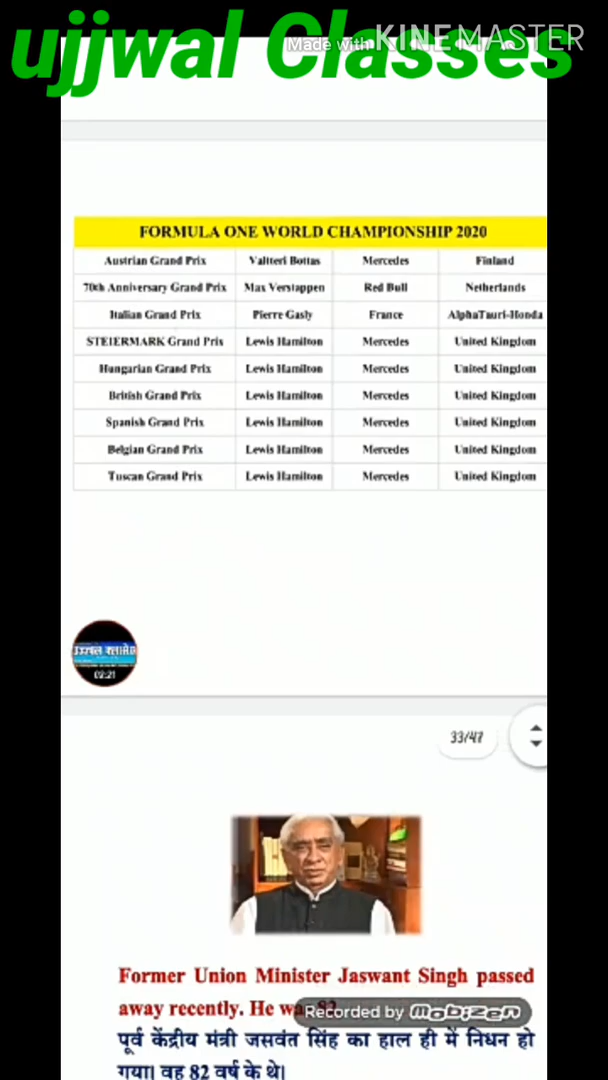 ujjwal Classes
Made with KINEMASTER
FORMULA ONE WORLD CHAMPIONSHIP 2020
Austrian Grand Prix Valtteri Bottas Mercedes Finland
70th Anniversary Grand Prix Max Verstappen Red Bull Netherlands
Italian Grand Prix Pierre Gasly France AlphaTauri-Honda
STEIERMARK Grand Prix Lewis Hamilton Mercedes United Kingdom
Hungarian Grand Prix Lewis Hamilton Mercedes United Kingdom
British Grand Prix Lewis Hamilton Mercedes United Kingdom
Spanish Grand Prix Lewis Hamilton Mercedes United Kingdom
Belgian Grand Prix Lewis Hamilton Mercedes United Kingdom
Tuscan Grand Prix Lewis Hamilton Mercedes United Kingdom
उज्जवल क्लासेस
02:21
33/47
Former Union Minister Jaswant Singh passed
away recently. He was 82.
Recorded by mobizen
पूर्व केंद्रीय मंत्री जसवंत सिंह का हाल ही में निधन हो
गया। वह 82 वर्ष के थे।